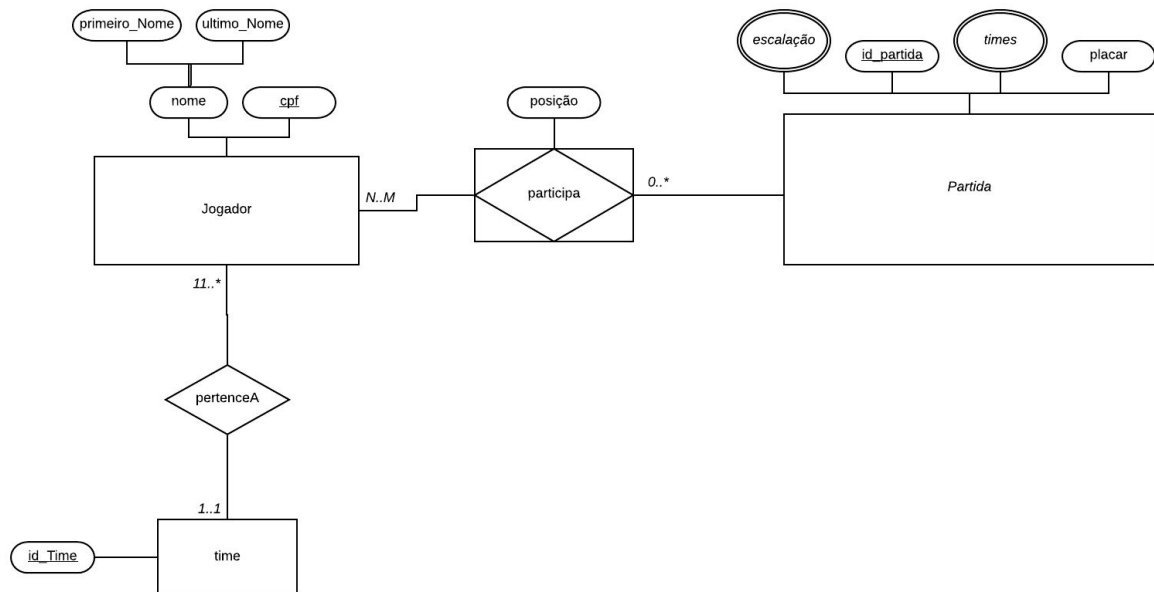 primeiro_Nome
ultimo_Nome
escalação
id_partida
times
placar
nome
cpf
posição
Jogador
N..M
participa
0..*
Partida
11..*
pertenceA
1..1
id_Time
time